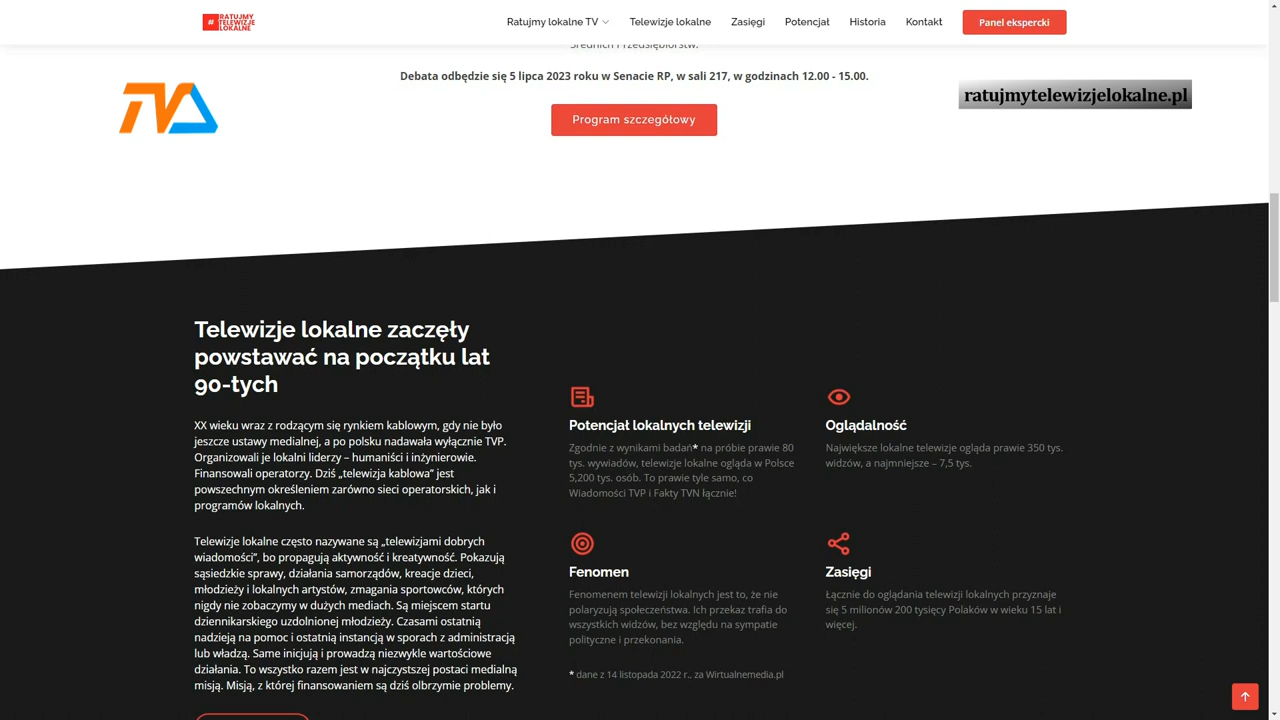 # RATUJMY
TELEWIZJE
LOKALNE
Ratujmy lokalne TV
Telewizje lokalne
Zasięgi
Potencjał
Historia
Kontakt
Panel ekspercki
Średnich Przedsiębiorstw.
Debata odbędzie się 5 lipca 2023 roku w Senacie RP, w sali 217, w godzinach 12.00 - 15.00.
TVA
ratujmytelewizjelokalne.pl
Program szczegółowy
Telewizje lokalne zaczęły
powstawać na początku lat
90-tych
XX wieku wraz z rodzącym się rynkiem kablowym, gdy nie było
jeszcze ustawy medialnej, a po polsku nadawała wyłącznie TVP.
Organizowali je lokalni liderzy – humaniści i inżynierowie.
Finansowali operatorzy. Dziś „telewizja kablowa” jest
powszechnym określeniem zarówno sieci operatorskich, jak i
programów lokalnych.
Telewizje lokalne często nazywane są „telewizjami dobrych
wiadomości”, bo propagują aktywność i kreatywność. Pokazują
sąsiedzkie sprawy, działania samorządów, kreacje dzieci,
młodzieży i lokalnych artystów, zmagania sportowców, których
nigdy nie zobaczymy w dużych mediach. Są miejscem startu
dziennikarskiego uzdolnionej młodzieży. Czasami ostatnią
nadzieją na pomoc i ostatnią instancją w sporach z administracją
lub władzą. Same inicjują i prowadzą niezwykle wartościowe
działania. To wszystko razem jest w najczystszej postaci medialną
misją. Misją, z której finansowaniem są dziś olbrzymie problemy.
Potencjał lokalnych telewizji
Zgodnie z wynikami badań* na próbie prawie 80
tys. wywiadów, telewizje lokalne ogląda w Polsce
5,200 tys. osób. To prawie tyle samo, co
Wiadomości TVP i Fakty TVN łącznie!
Oglądalność
Największe lokalne telewizje ogląda prawie 350 tys.
widzów, a najmniejsze – 7,5 tys.
Fenomen
Fenomenem telewizji lokalnych jest to, że nie
polaryzują społeczeństwa. Ich przekaz trafia do
wszystkich widzów, bez względu na sympatie
polityczne i przekonania.
Zasięgi
Łącznie do oglądania telewizji lokalnych przyznaje
się 5 milionów 200 tysięcy Polaków w wieku 15 lat i
więcej.
* dane z 14 listopada 2022 r., za Wirtualnemedia.pl